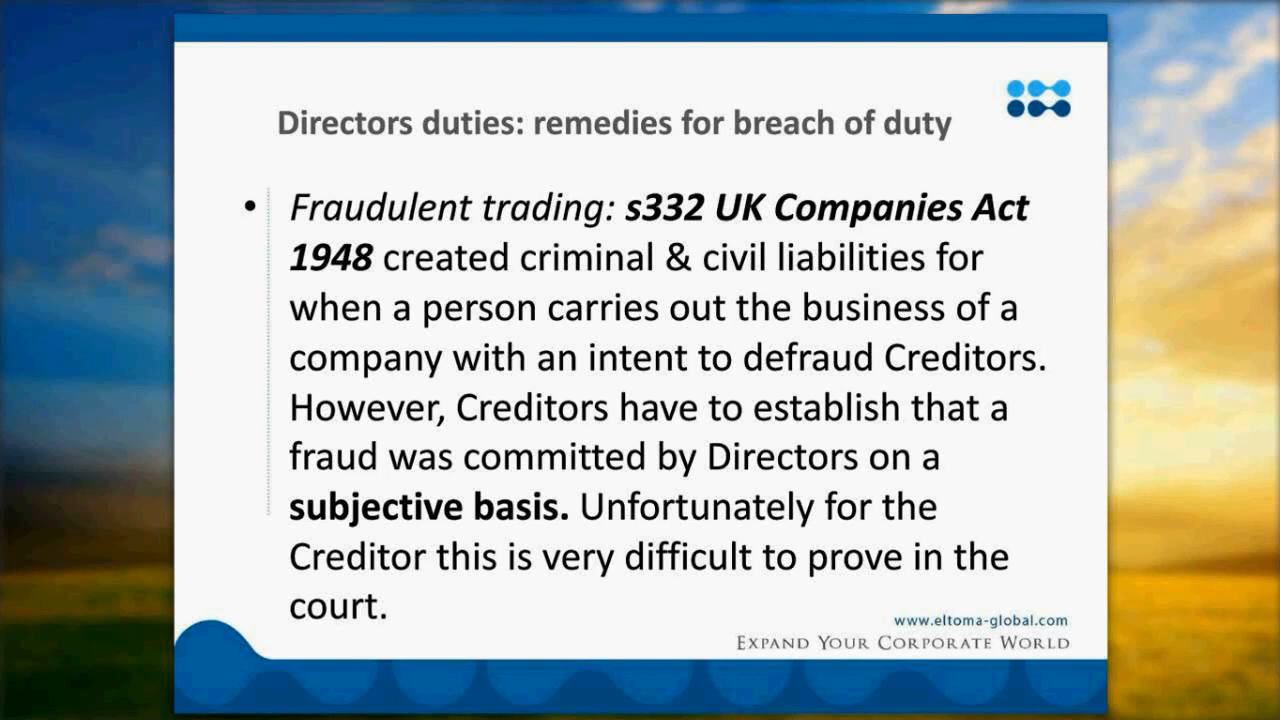 Directors duties: remedies for breach of duty
• Fraudulent trading: s332 UK Companies Act
1948 created criminal & civil liabilities for
when a person carries out the business of a
company with an intent to defraud Creditors.
However, Creditors have to establish that a
fraud was committed by Directors on a
subjective basis. Unfortunately for the
Creditor this is very difficult to prove in the
court.
www.eltoma-global.com
Expand Your Corporate World